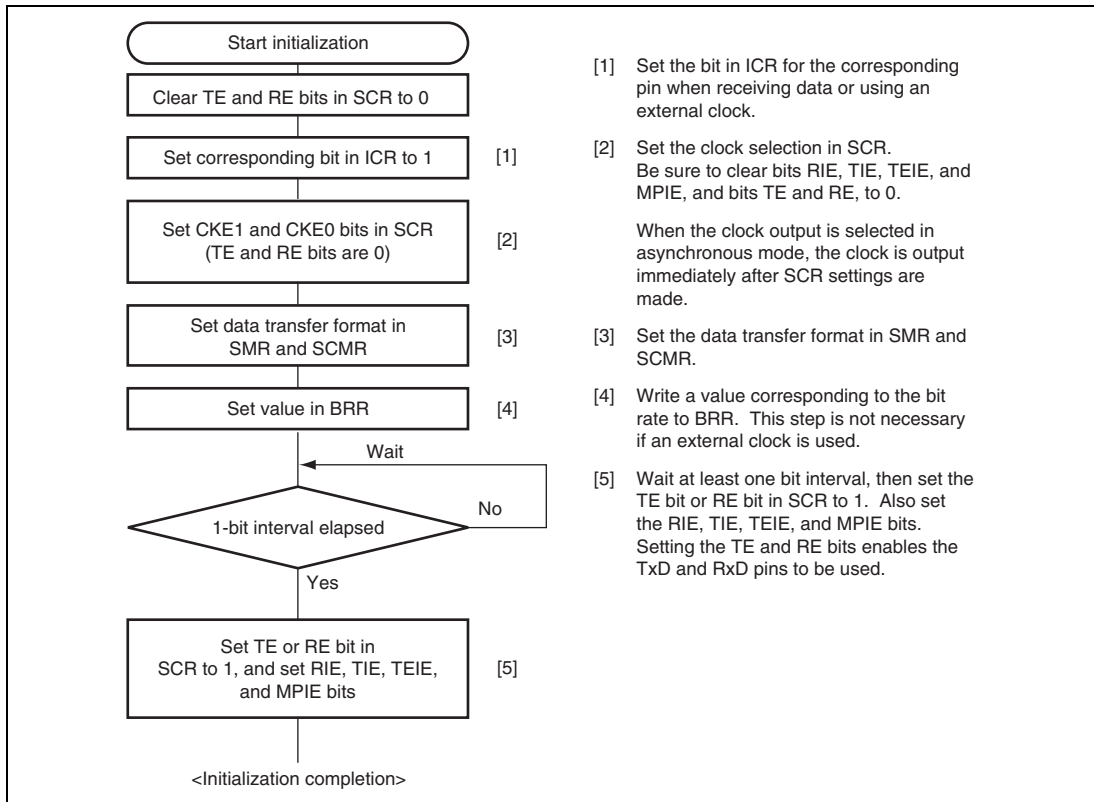 Start initialization
Clear TE and RE bits in SCR to 0
Set corresponding bit in ICR to 1
[1]
Set CKE1 and CKE0 bits in SCR
(TE and RE bits are 0)
[2]
Set data transfer format in
SMR and SCMR
[3]
Set value in BRR
[4]
Wait
No
1-bit interval elapsed
Yes
Set TE or RE bit in
SCR to 1, and set RIE, TIE, TEIE,
and MPIE bits
[5]
<Initialization completion>
[1] Set the bit in ICR for the corresponding
pin when receiving data or using an
external clock.
[2] Set the clock selection in SCR.
Be sure to clear bits RIE, TIE, TEIE, and
MPIE, and bits TE and RE, to 0.
When the clock output is selected in
asynchronous mode, the clock is output
immediately after SCR settings are
made.
[3] Set the data transfer format in SMR and
SCMR.
[4] Write a value corresponding to the bit
rate to BRR. This step is not necessary
if an external clock is used.
[5] Wait at least one bit interval, then set the
TE bit or RE bit in SCR to 1. Also set
the RIE, TIE, TEIE, and MPIE bits.
Setting the TE and RE bits enables the
TxD and RxD pins to be used.